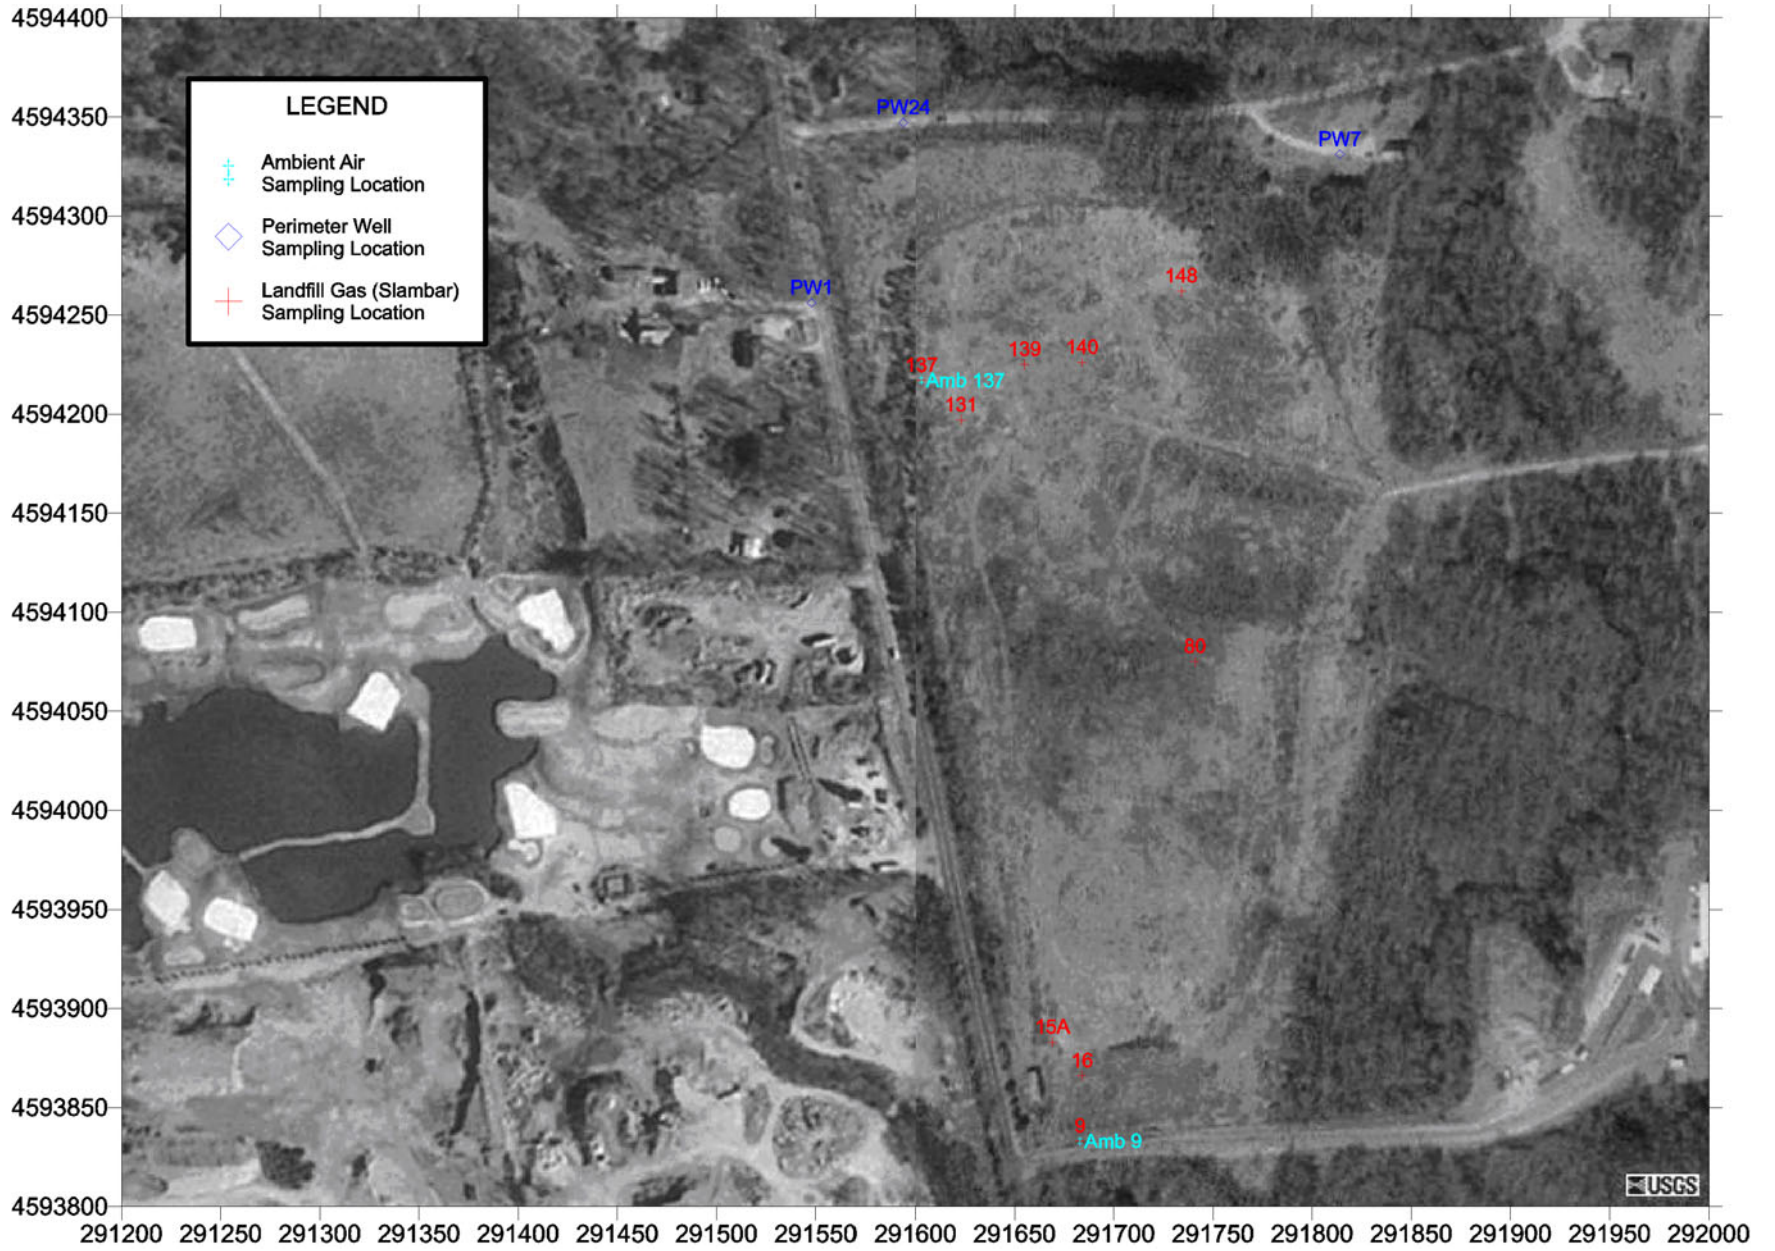 4594400
LEGEND
Ambient Air
Sampling Location
Perimeter Well
Sampling Location
Landfill Gas (Slambar)
Sampling Location
PW24
4594350
PW7
4594300
148
PW1
4594250
139
140
137
Amb 137
131
4594200
4594150
4594100
80
4594050
4594000
4593950
4593900
15A
16
4593850
9
Amb 9
USGS
4593800
291200 291250 291300 291350 291400 291450 291500 291550 291600 291650 291700 291750 291800 291850 291900 291950 292000